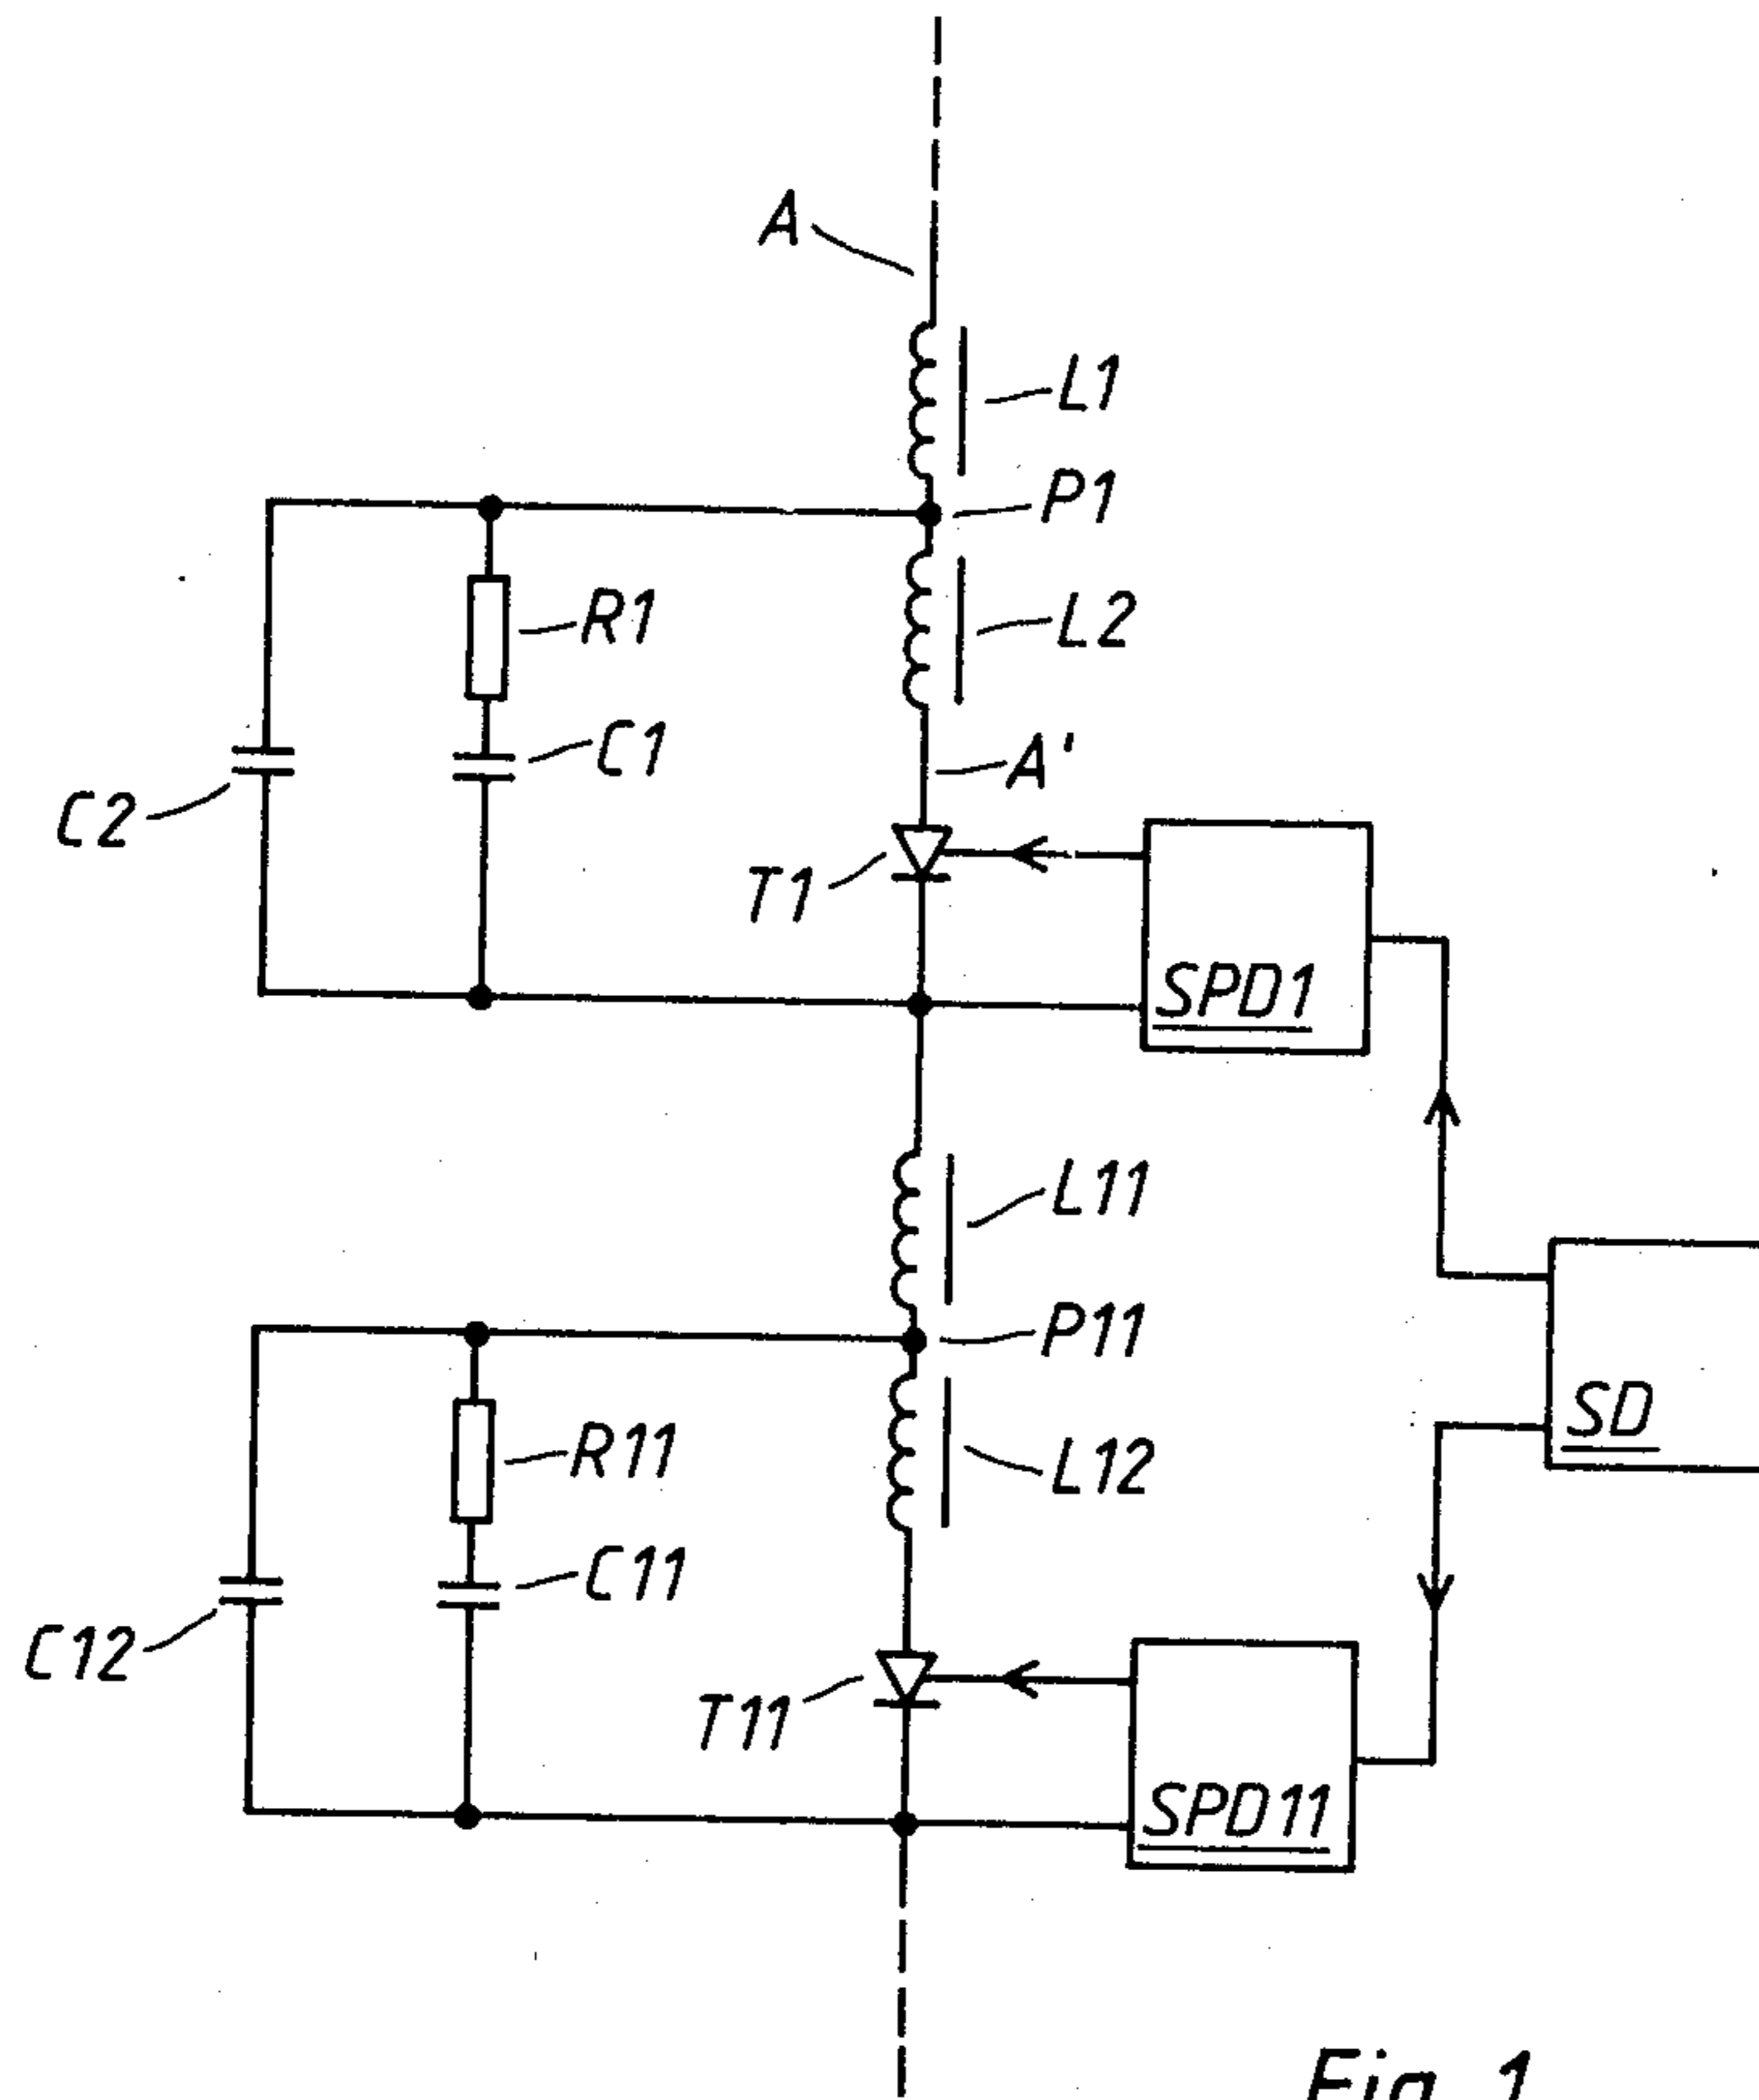 A
L1
P1
R1
L2
C1
A'
C2
T1
SPD1
L11
P11
SD
R11
L12
C11
C12
T11
SPD11
Fig. 1